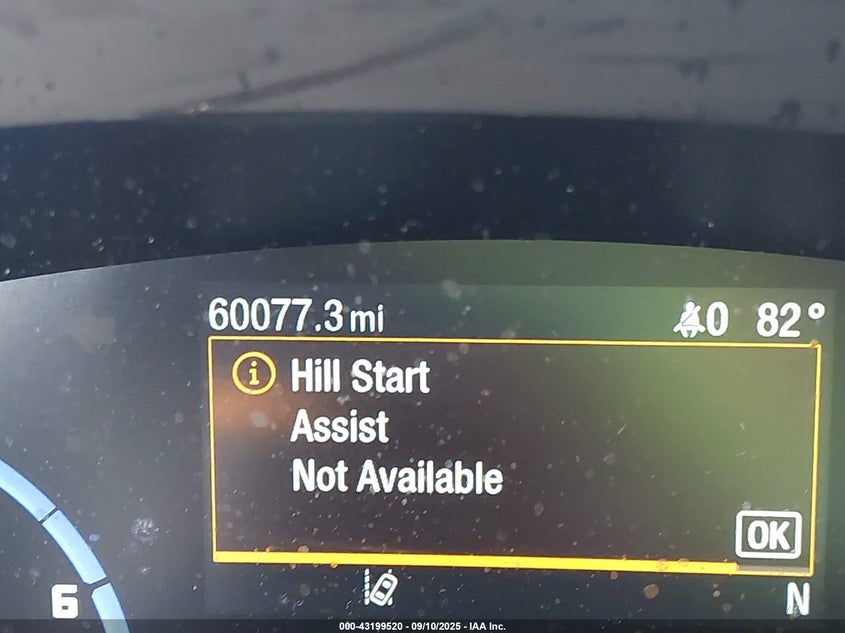 60077.3 mi 0 82°
Hill Start
Assist
Not Available
OK
6
N
000-43199520 - 09/10/2025 - IAA Inc.